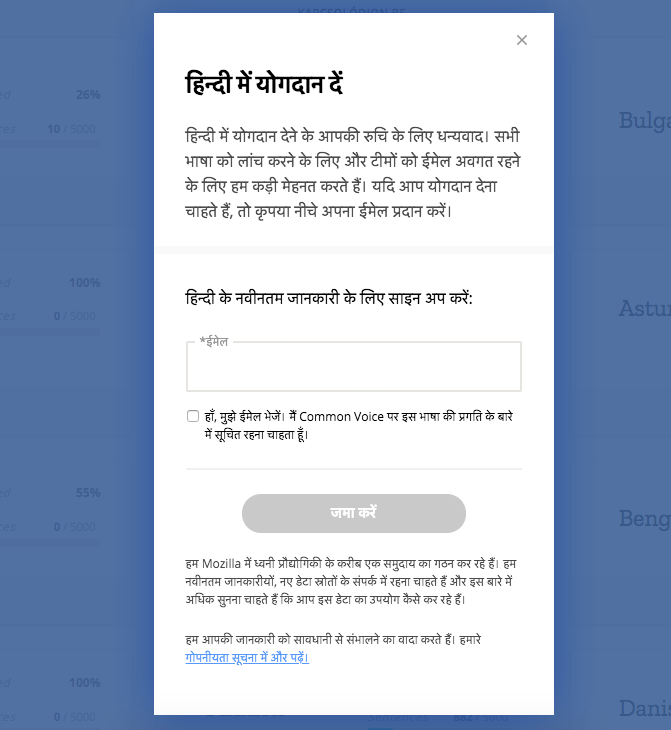 ×
हिन्दी में योगदान दें
हिन्दी में योगदान देने के आपकी रुचि के लिए धन्यवाद। सभी
भाषा को लांच करने के लिए और टीमों को ईमेल अवगत रहने
के लिए हम कड़ी मेहनत करते हैं। यदि आप योगदान देना
चाहते हैं, तो कृपया नीचे अपना ईमेल प्रदान करें।
26%
10 / 5000
100%
0 / 5000
55%
0 / 5000
100%
0 / 5000
हिन्दी के नवीनतम जानकारी के लिए साइन अप करें:
*ईमेल
हाँ, मुझे ईमेल भेजें। मैं Common Voice पर इस भाषा की प्रगति के बारे
में सूचित रहना चाहता हूँ।
जमा करें
हम Mozilla में ध्वनी प्रौद्योगिकी के करीब एक समुदाय का गठन कर रहे हैं। हम
नवीनतम जानकारीयों, नए डेटा स्रोतों के संपर्क में रहना चाहते हैं और इस बारे में
अधिक सुनना चाहते हैं कि आप इस डेटा का उपयोग कैसे कर रहे हैं।
हम आपकी जानकारी को सावधानी से संभालने का वादा करते हैं। हमारे
गोपनीयता सूचना में और पढ़ें।
Bulga
Astur
Beng
Danis